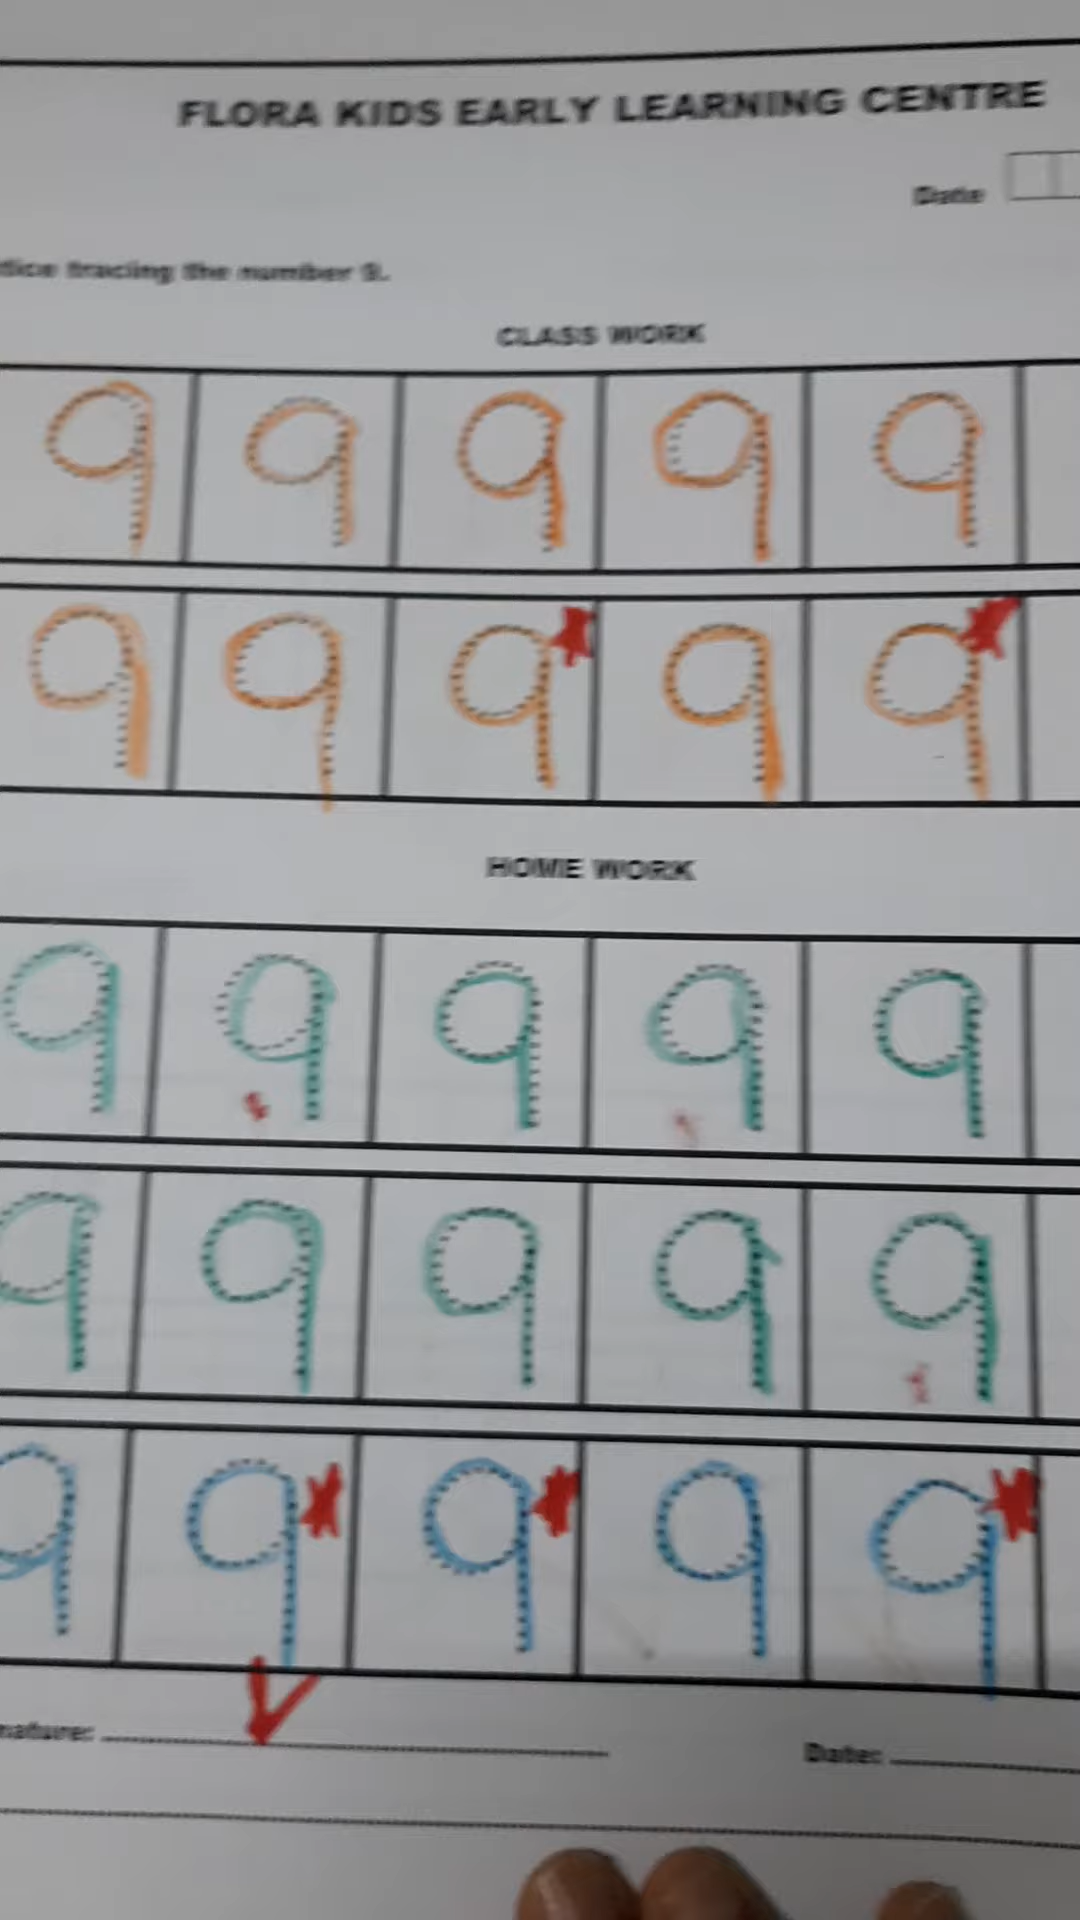 FLORA KIDS EARLY LEARNING CENTRE
Date
tice tracing the number 9.
CLASS WORK
9 9 9 9 9
9 9 9 9 9
HOME WORK
9 9 9 9 9
9 9 9 9 9
9 9 9 9 9
nature: Date: